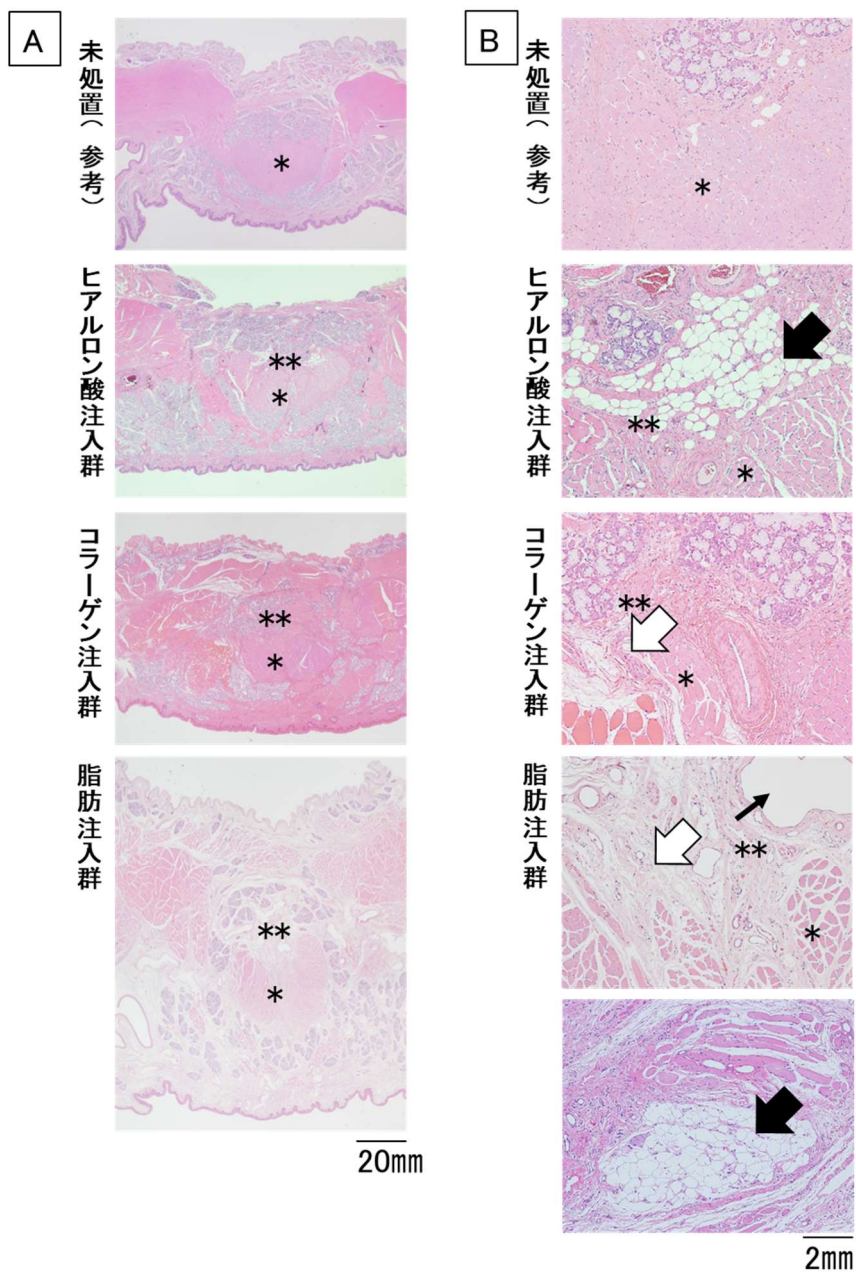 A
未処置（参考）
*
ヒアルロン酸注入群
**
*
コラーゲン注入群
**
*
脂肪注入群
**
*
20mm
B
未処置（参考）
*
ヒアルロン酸注入群
**
*
コラーゲン注入群
**
*
脂肪注入群
**
*
2mm